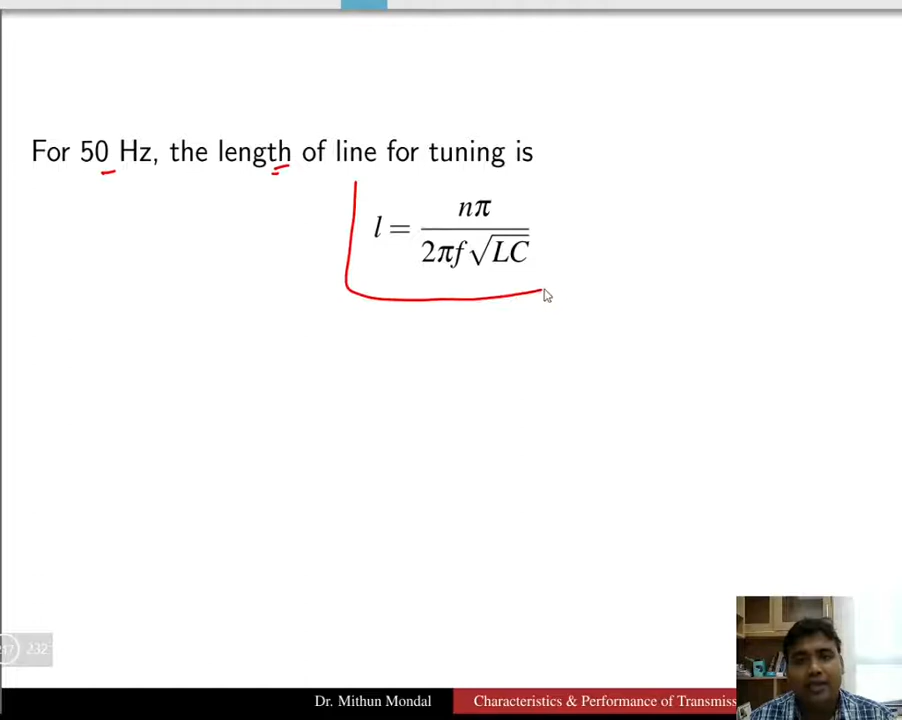 For 50 Hz, the length of line for tuning is
l = nπ / 2πf√LC
232
Dr. Mithun Mondal
Characteristics & Performance of Transmiss